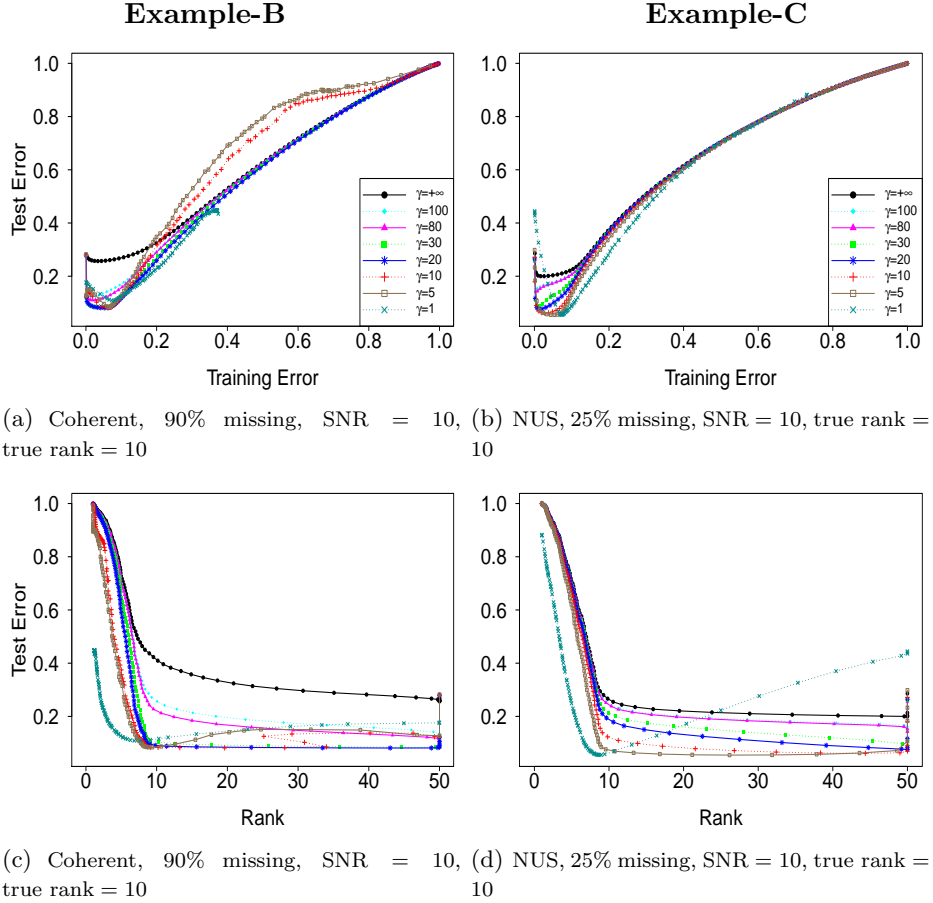 Example-B
Example-C
1.0
0.8
0.6
0.4
0.2
Test Error
γ=+∞
γ=100
γ=80
γ=30
γ=20
γ=10
γ=5
γ=1
0.0 0.2 0.4 0.6 0.8 1.0
Training Error
1.0
0.8
0.6
0.4
0.2
γ=+∞
γ=100
γ=80
γ=30
γ=20
γ=10
γ=5
γ=1
0.0 0.2 0.4 0.6 0.8 1.0
Training Error
(a) Coherent, 90% missing, SNR = 10,
true rank = 10
(b) NUS, 25% missing, SNR = 10, true rank =
10
1.0
0.8
0.6
0.4
0.2
Test Error
0 10 20 30 40 50
Rank
1.0
0.8
0.6
0.4
0.2
0 10 20 30 40 50
Rank
(c) Coherent, 90% missing, SNR = 10,
true rank = 10
(d) NUS, 25% missing, SNR = 10, true rank =
10